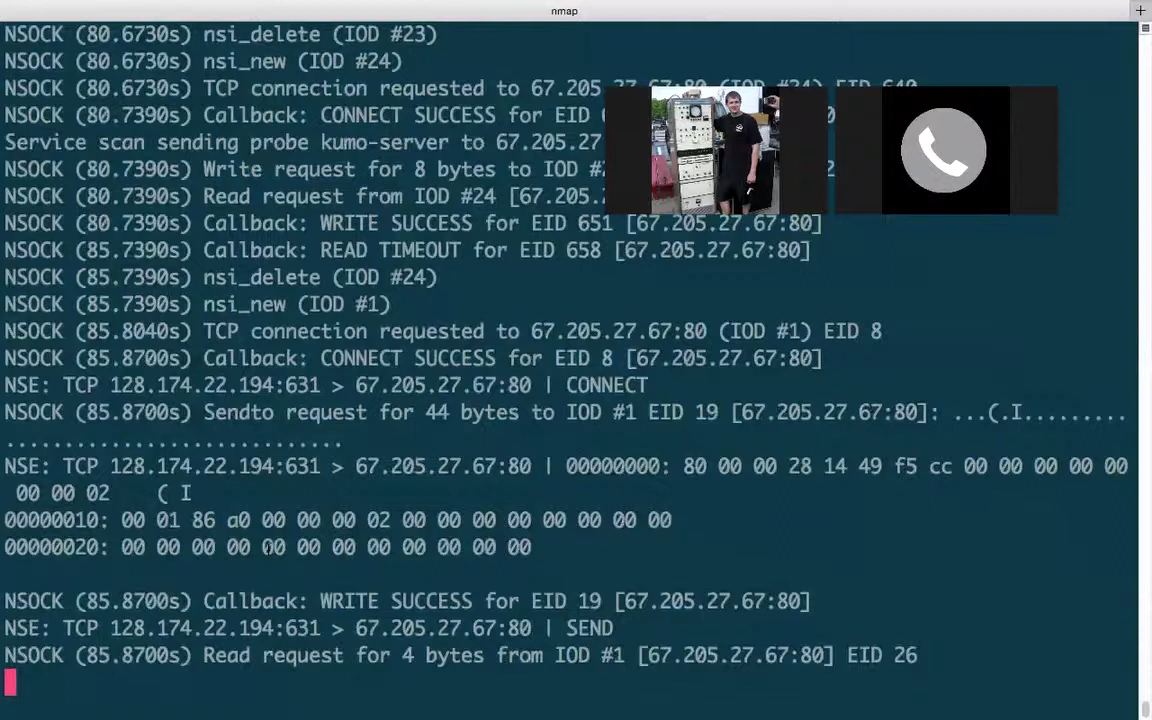 nmap
NSOCK (80.6730s) nsi_delete (IOD #23)
NSOCK (80.6730s) nsi_new (IOD #24)
NSOCK (80.6730s) TCP connection requested to 67.205.27.67:80 (IOD #24) EID 640
NSOCK (80.7390s) Callback: CONNECT SUCCESS for EID
Service scan sending probe kumo-server to 67.205.27
NSOCK (80.7390s) Write request for 8 bytes to IOD
NSOCK (80.7390s) Read request from IOD #24 [67.205.
NSOCK (80.7390s) Callback: WRITE SUCCESS for EID 651 [67.205.27.67:80]
NSOCK (85.7390s) Callback: READ TIMEOUT for EID 658 [67.205.27.67:80]
NSOCK (85.7390s) nsi_delete (IOD #24)
NSOCK (85.7390s) nsi_new (IOD #1)
NSOCK (85.8040s) TCP connection requested to 67.205.27.67:80 (IOD #1) EID 8
NSOCK (85.8700s) Callback: CONNECT SUCCESS for EID 8 [67.205.27.67:80]
NSE: TCP 128.174.22.194:631 > 67.205.27.67:80 | CONNECT
NSOCK (85.8700s) Sendto request for 44 bytes to IOD #1 EID 19 [67.205.27.67:80]: ...(.I.........
.............................
NSE: TCP 128.174.22.194:631 > 67.205.27.67:80 | 00000000: 80 00 00 28 14 49 f5 cc 00 00 00 00 00
00 00 02 ( I
00000010: 00 01 86 a0 00 00 00 02 00 00 00 00 00 00 00 00
00000020: 00 00 00 00 00 00 00 00 00 00 00 00
NSOCK (85.8700s) Callback: WRITE SUCCESS for EID 19 [67.205.27.67:80]
NSE: TCP 128.174.22.194:631 > 67.205.27.67:80 | SEND
NSOCK (85.8700s) Read request for 4 bytes from IOD #1 [67.205.27.67:80] EID 26